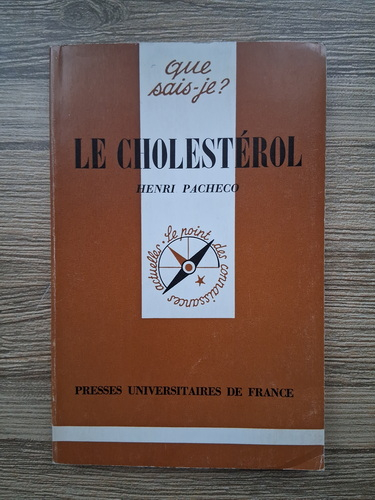 que
sais-je?
LE CHOLESTÉROL
HENRI PACHECO
le point des connaissances actuelles •
PRESSES UNIVERSITAIRES DE FRANCE